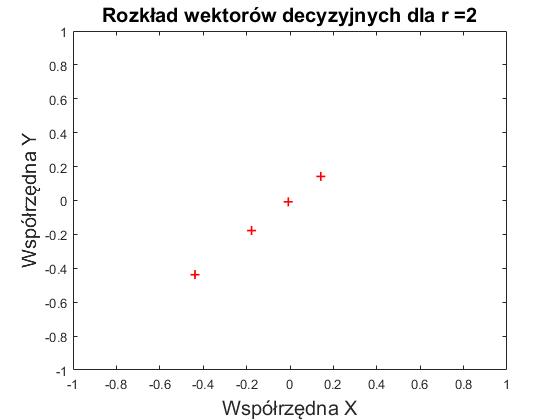 Rozkład wektorów decyzyjnych dla r =2
1
0.8
0.6
0.4
0.2
0
-0.2
-0.4
-0.6
-0.8
-1
Współrzędna Y
-1 -0.8 -0.6 -0.4 -0.2 0 0.2 0.4 0.6 0.8 1
Współrzędna X